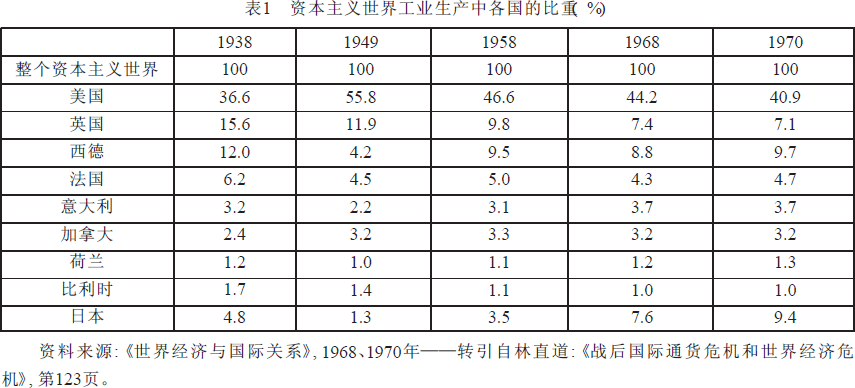 表1 资本主义世界工业生产中各国的比重( %)
1938 1949 1958 1968 1970
整个资本主义世界 100 100 100 100 100
美国 36.6 55.8 46.6 44.2 40.9
英国 15.6 11.9 9.8 7.4 7.1
西德 12.0 4.2 9.5 8.8 9.7
法国 6.2 4.5 5.0 4.3 4.7
意大利 3.2 2.2 3.1 3.7 3.7
加拿大 2.4 3.2 3.3 3.2 3.2
荷兰 1.2 1.0 1.1 1.2 1.3
比利时 1.7 1.4 1.1 1.0 1.0
日本 4.8 1.3 3.5 7.6 9.4
资料来源:《世界经济与国际关系》, 1968、1970年——转引自林直道:《战后国际通货危机和世界经济危
机》, 第123页。